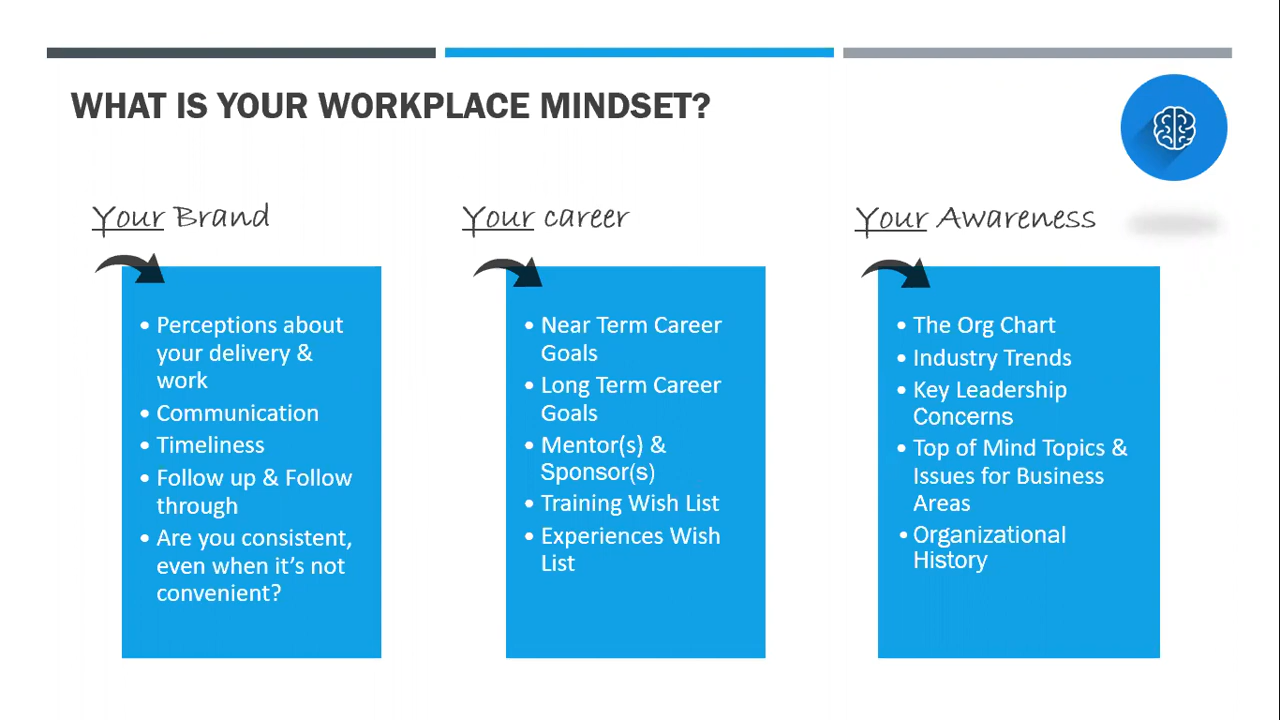 WHAT IS YOUR WORKPLACE MINDSET?
Your Brand
• Perceptions about
your delivery &
work
• Communication
• Timeliness
• Follow up & Follow
through
• Are you consistent,
even when it’s not
convenient?
Your career
• Near Term Career
Goals
• Long Term Career
Goals
• Mentor(s) &
Sponsor(s)
• Training Wish List
• Experiences Wish
List
Your Awareness
• The Org Chart
• Industry Trends
• Key Leadership
Concerns
• Top of Mind Topics &
Issues for Business
Areas
• Organizational
History